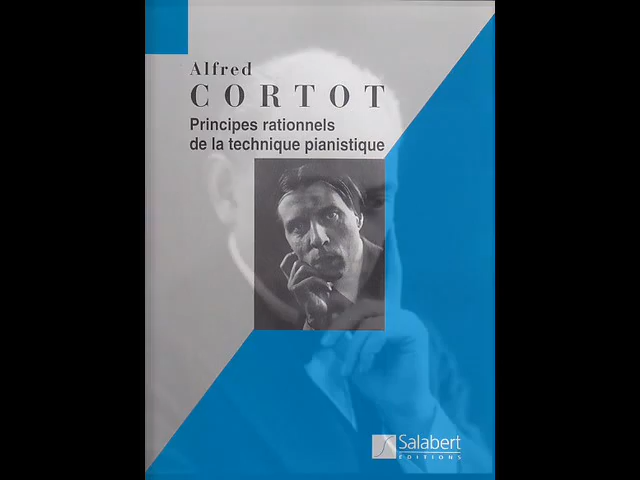 Alfred
CORTOT
Principes rationnels
de la technique pianistique
Salabert
EDITIONS